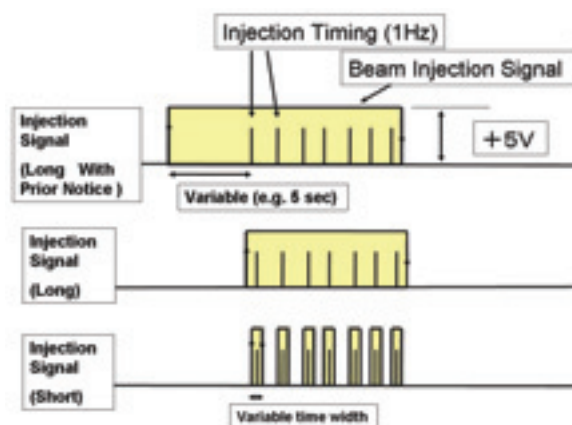 Injection Timing (1Hz)
Beam Injection Signal
Injection
Signal
(Long With
Prior Notice )
+5V
Variable (e.g. 5 sec)
Injection
Signal
(Long)
Injection
Signal
(Short)
Variable time width